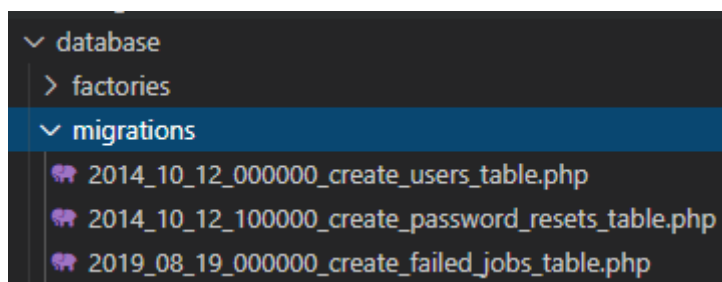 database
factories
migrations
2014_10_12_000000_create_users_table.php
2014_10_12_100000_create_password_resets_table.php
2019_08_19_000000_create_failed_jobs_table.php